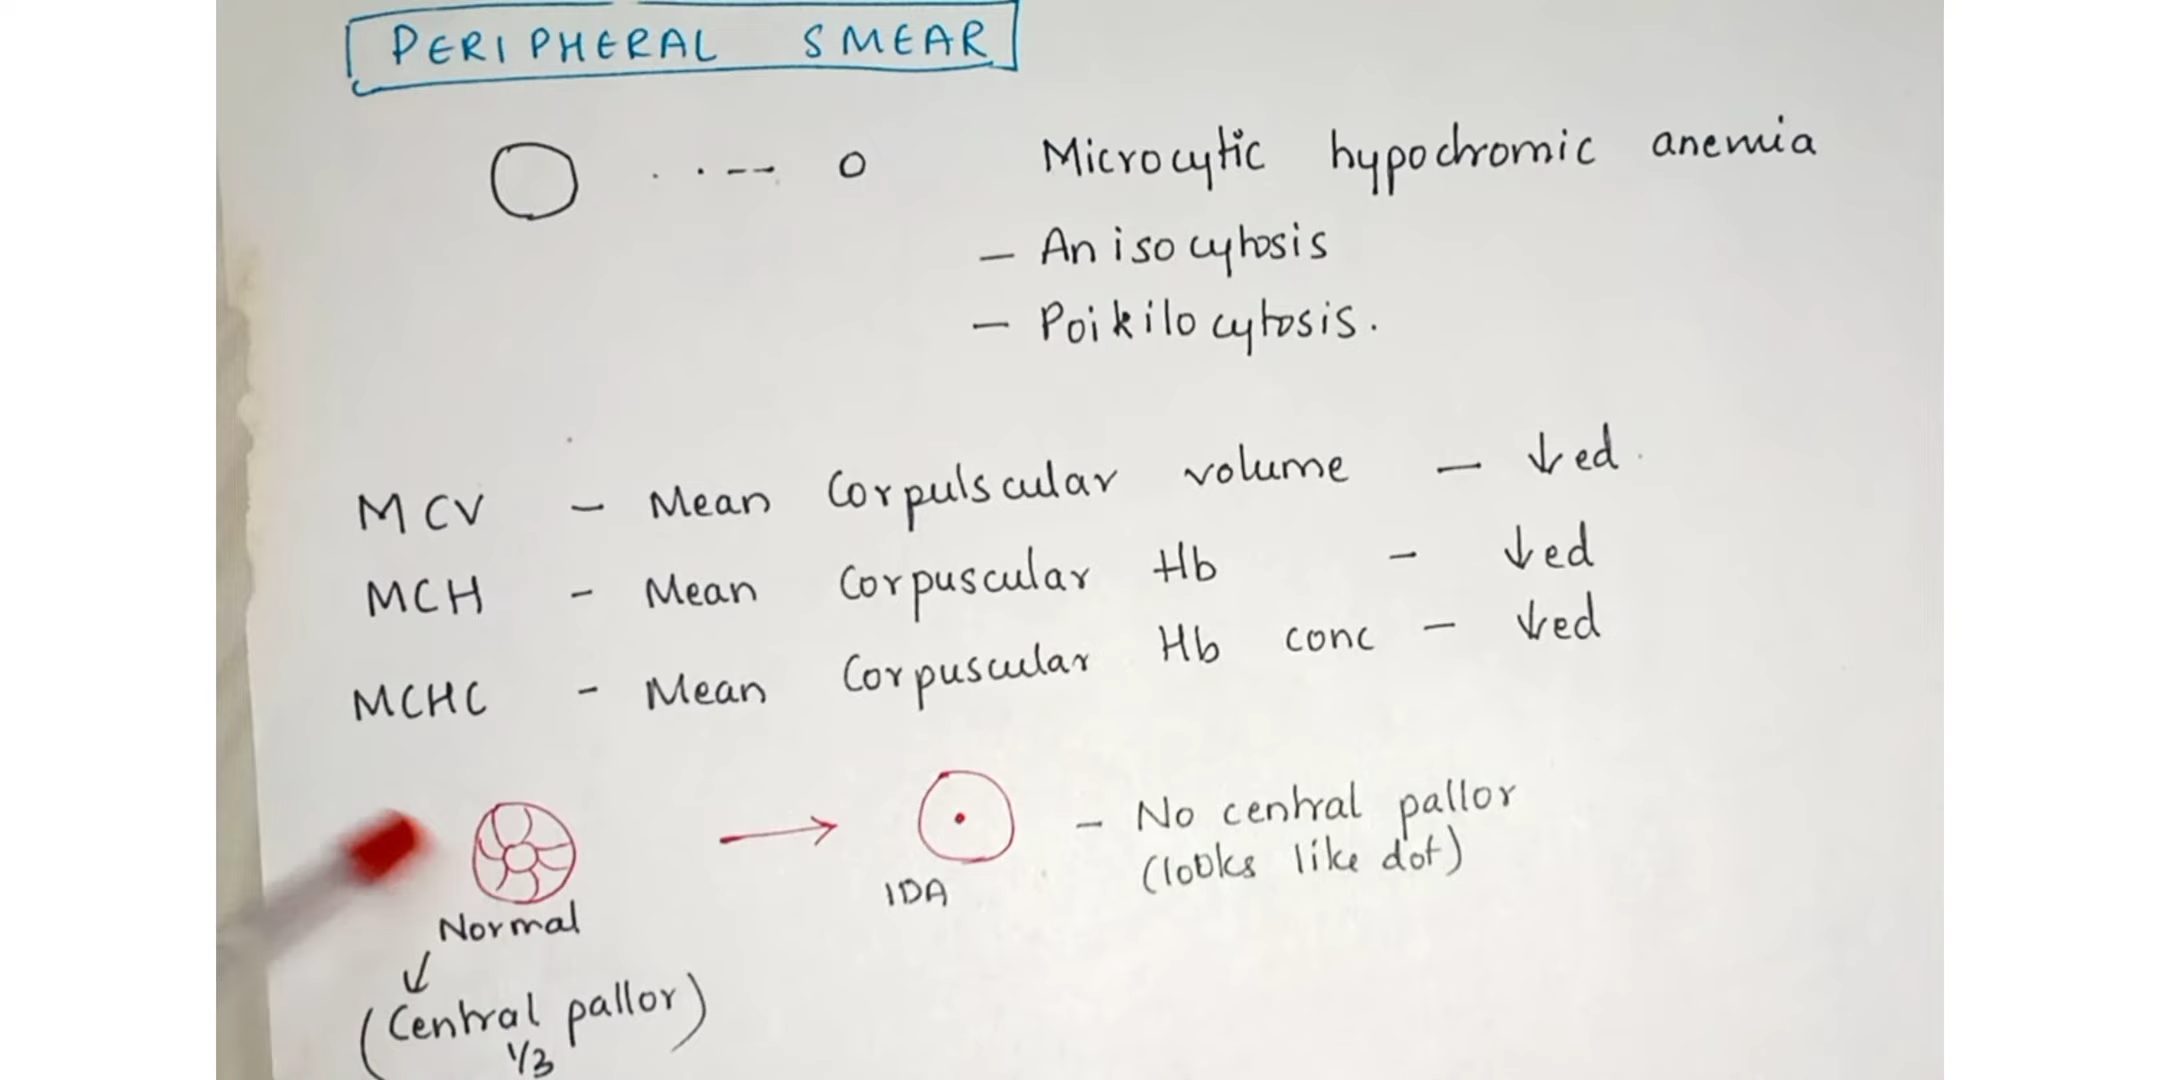 PERIPHERAL SMEAR
Microcytic hypochromic anemia
- Anisocytosis
- Poikilocytosis.
MCV - Mean Corpulscular volume - ↓ed
MCH - Mean Corpuscular Hb - ↓ed
MCHC - Mean Corpuscular Hb conc - ↓ed
Normal
↓
(Central pallor)
1/3
→
IDA
- No central pallor
(looks like dot)